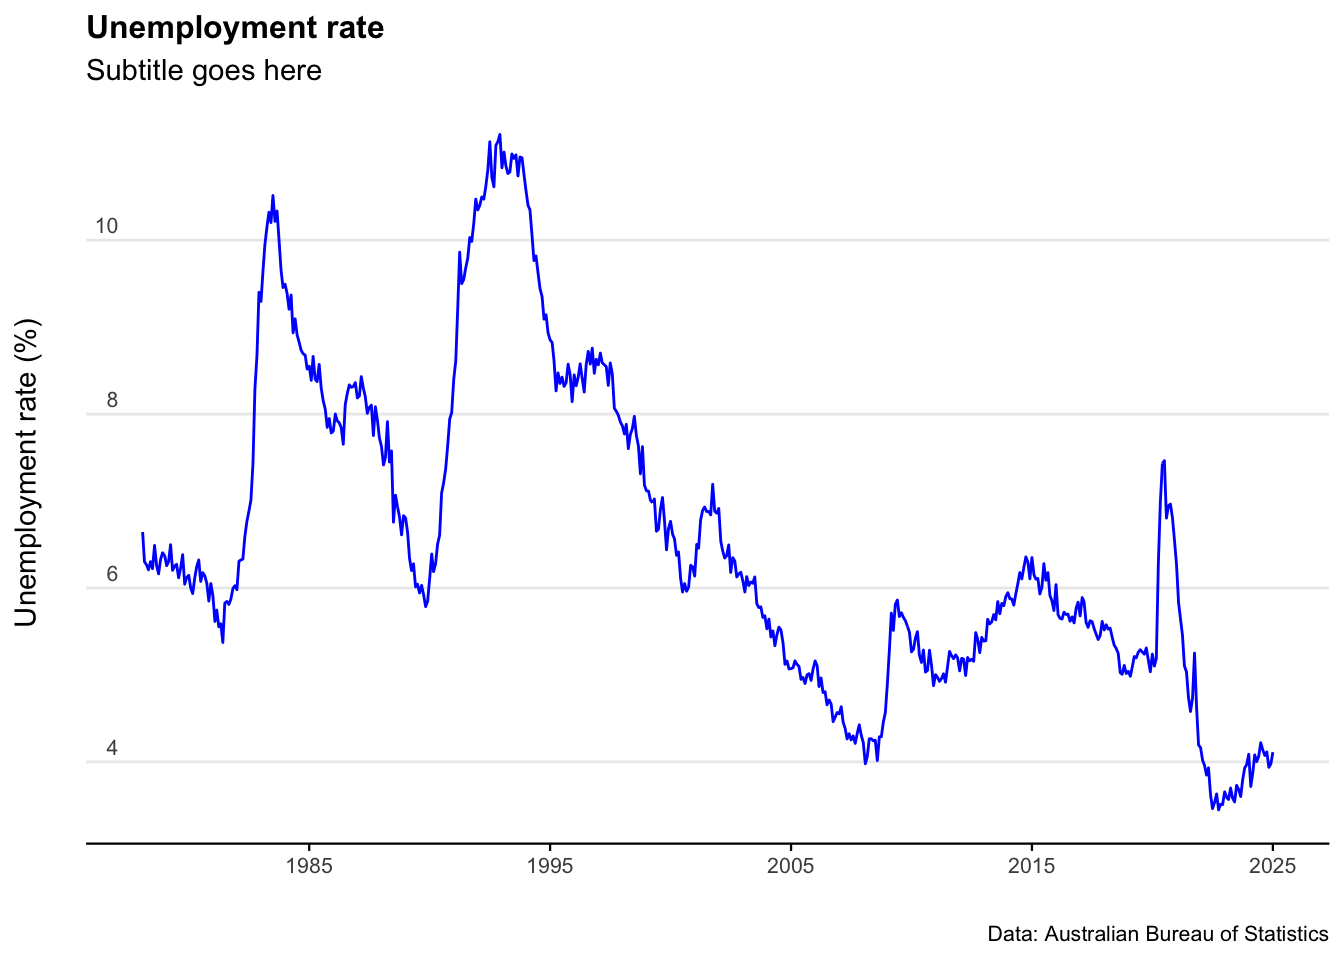 Unemployment rate
Subtitle goes here
Unemployment rate (%)
10
8
6
4
1985 1995 2005 2015 2025
Data: Australian Bureau of Statistics